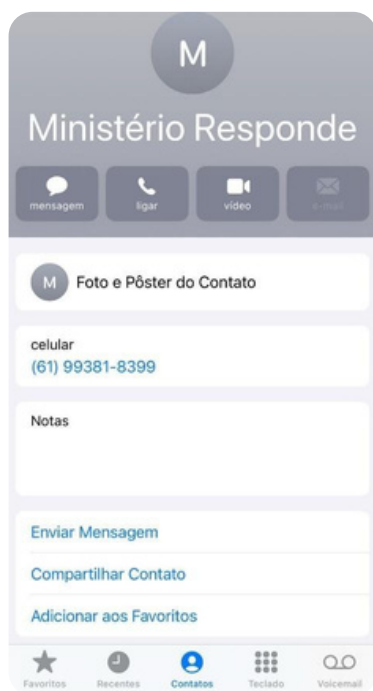 M
Ministério Responde
mensagem ligar vídeo e-mail
M Foto e Pôster do Contato
celular
(61) 99381-8399
Notas
Enviar Mensagem
Compartilhar Contato
Adicionar aos Favoritos
Favoritos Recentes Contatos Teclado Voicemail